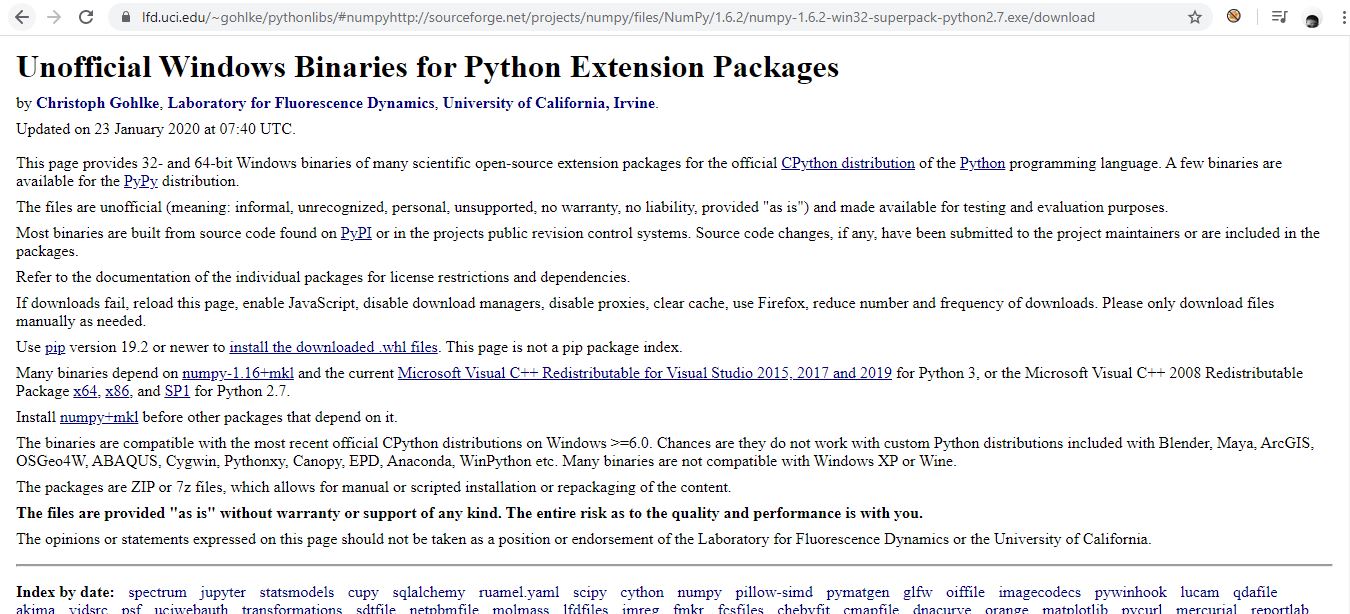 lfd.uci.edu/~gohlke/pythonlibs/#numpyhttp://sourceforge.net/projects/numpy/files/NumPy/1.6.2/numpy-1.6.2-win32-superpack-python2.7.exe/download
Unofficial Windows Binaries for Python Extension Packages
by Christoph Gohlke, Laboratory for Fluorescence Dynamics, University of California, Irvine.
Updated on 23 January 2020 at 07:40 UTC.
This page provides 32- and 64-bit Windows binaries of many scientific open-source extension packages for the official CPython distribution of the Python programming language. A few binaries are
available for the PyPy distribution.
The files are unofficial (meaning: informal, unrecognized, personal, unsupported, no warranty, no liability, provided "as is") and made available for testing and evaluation purposes.
Most binaries are built from source code found on PyPI or in the projects public revision control systems. Source code changes, if any, have been submitted to the project maintainers or are included in the
packages.
Refer to the documentation of the individual packages for license restrictions and dependencies.
If downloads fail, reload this page, enable JavaScript, disable download managers, disable proxies, clear cache, use Firefox, reduce number and frequency of downloads. Please only download files
manually as needed.
Use pip version 19.2 or newer to install the downloaded .whl files. This page is not a pip package index.
Many binaries depend on numpy-1.16+mkl and the current Microsoft Visual C++ Redistributable for Visual Studio 2015, 2017 and 2019 for Python 3, or the Microsoft Visual C++ 2008 Redistributable
Package x64, x86, and SP1 for Python 2.7.
Install numpy+mkl before other packages that depend on it.
The binaries are compatible with the most recent official CPython distributions on Windows >=6.0. Chances are they do not work with custom Python distributions included with Blender, Maya, ArcGIS,
OSGeo4W, ABAQUS, Cygwin, Pythonxy, Canopy, EPD, Anaconda, WinPython etc. Many binaries are not compatible with Windows XP or Wine.
The packages are ZIP or 7z files, which allows for manual or scripted installation or repackaging of the content.
The files are provided "as is" without warranty or support of any kind. The entire risk as to the quality and performance is with you.
The opinions or statements expressed on this page should not be taken as a position or endorsement of the Laboratory for Fluorescence Dynamics or the University of California.
Index by date: spectrum jupyter statsmodels cupy sqlalchemy ruamel.yaml scipy cython numpy pillow-simd pymatgen glfw oiffile imagecodecs pywinhook lucam qdafile
akima vidsrc psf uciwebauth transformations sdtfile netpbmfile molmass lfdfiles imreg fmkr fcsfiles chebyfit cmapfile dnacurve orange matplotlib pycurl mercurial reportlab